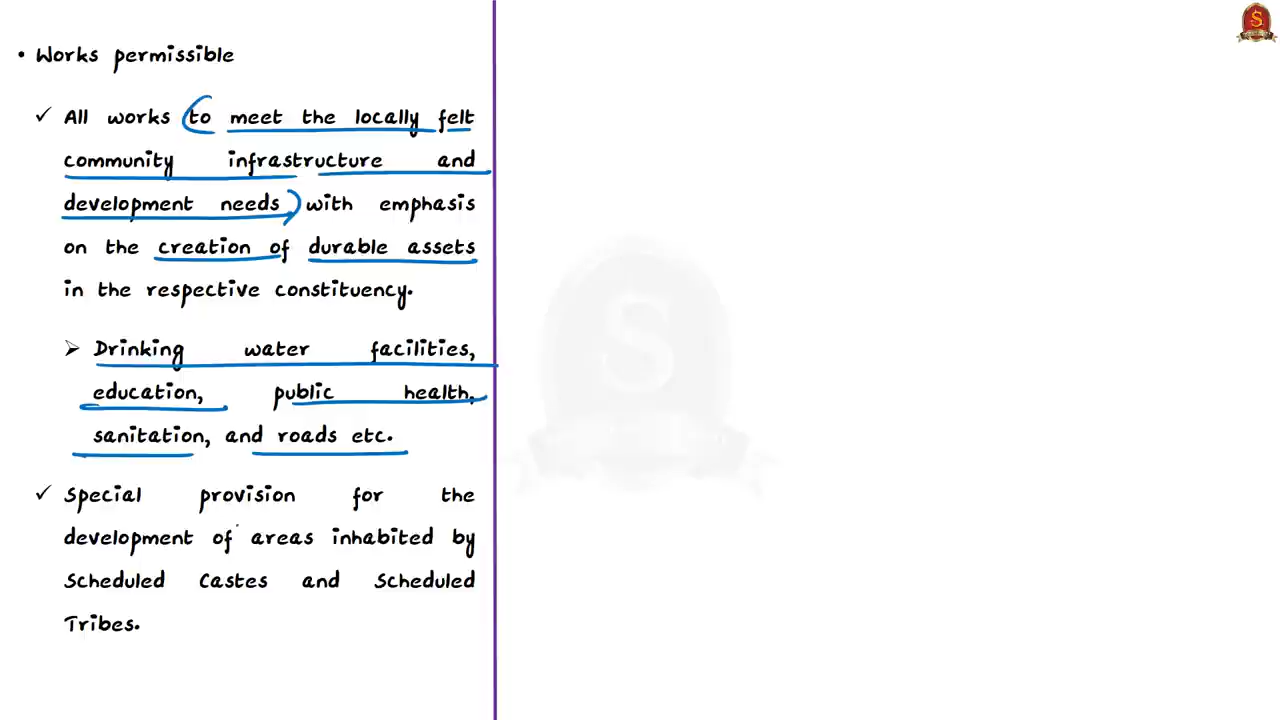 • Works permissible
✓ All works to meet the locally felt
community infrastructure and
development needs with emphasis
on the creation of durable assets
in the respective constituency.
➢ Drinking water facilities,
education, public health,
sanitation, and roads etc.
✓ Special provision for the
development of areas inhabited by
Scheduled Castes and Scheduled
Tribes.
S
S